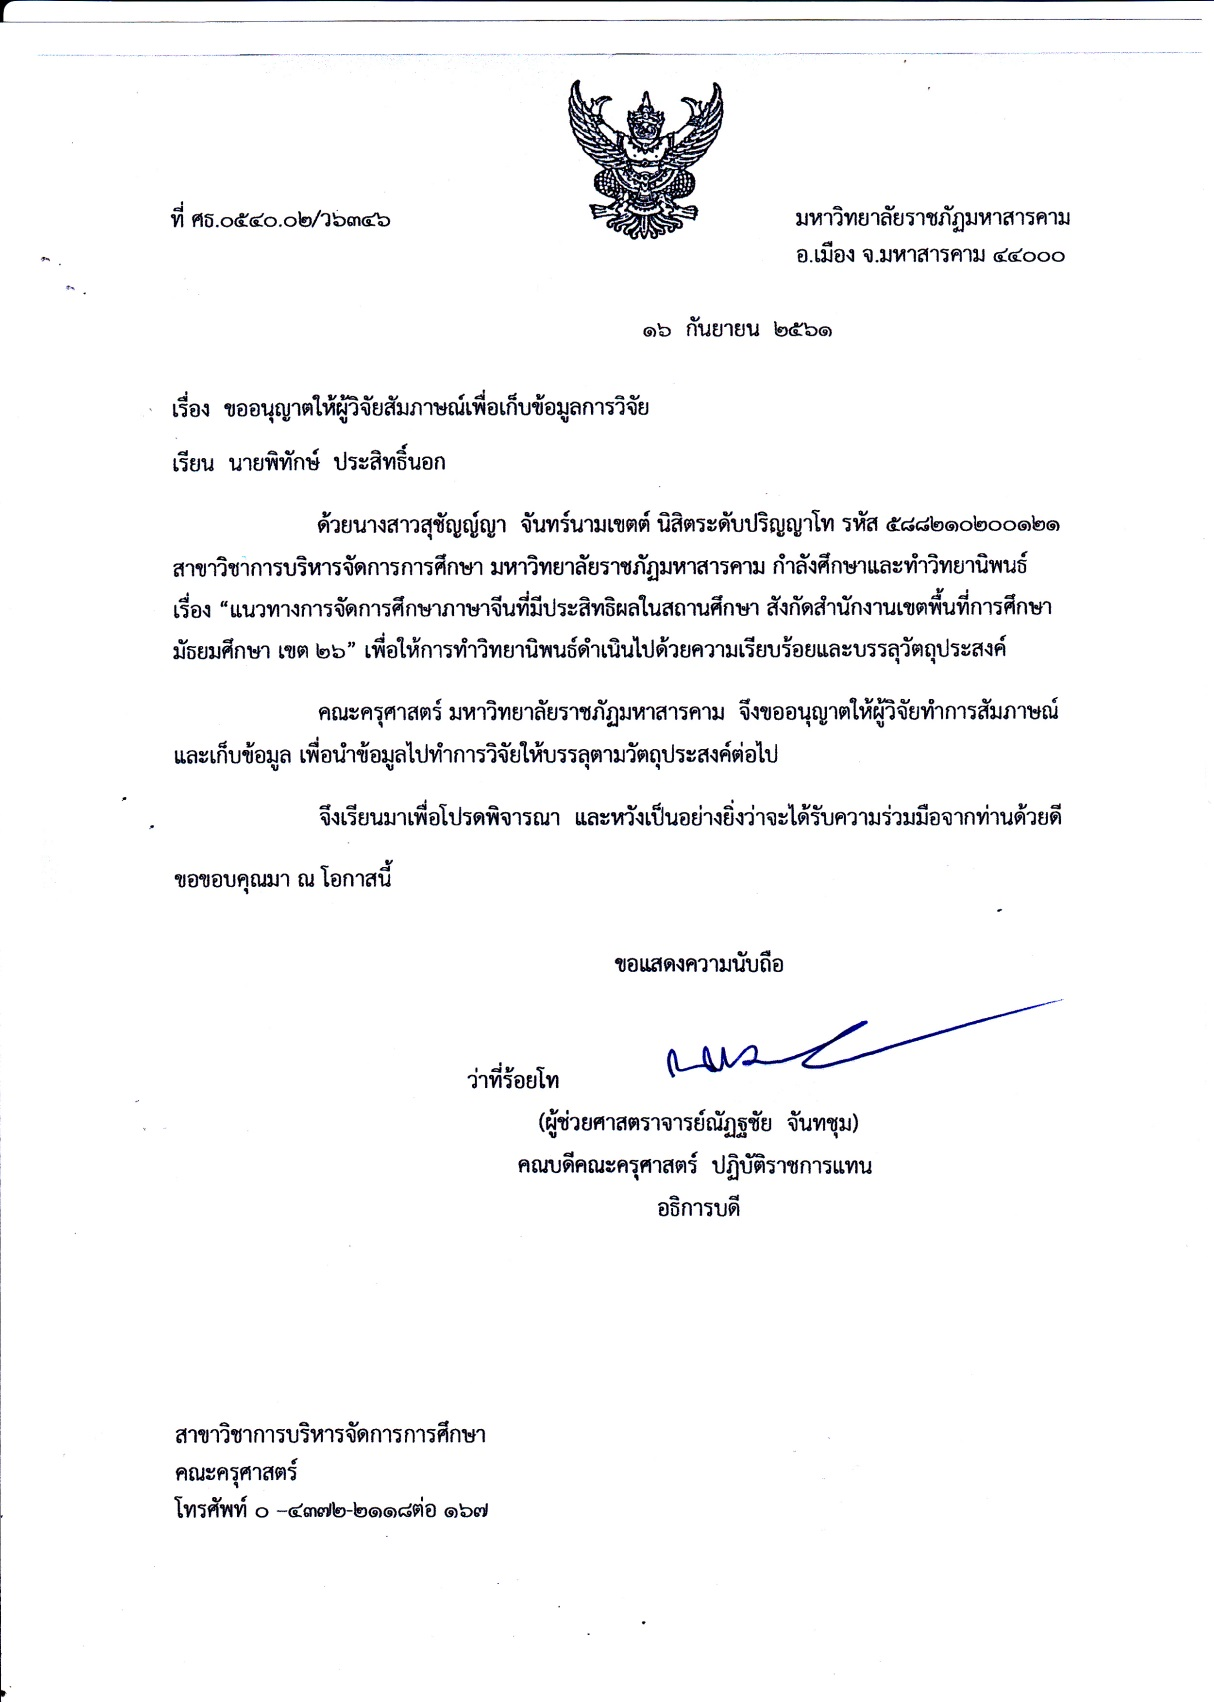 ที่ ศธ.๐๕๔๐.๐๒/ว๖๓๔๖
มหาวิทยาลัยราชภัฏมหาสารคาม
อ.เมือง จ.มหาสารคาม ๔๔๐๐๐
๑๖ กันยายน ๒๕๖๑
เรื่อง ขออนุญาตให้ผู้วิจัยสัมภาษณ์เพื่อเก็บข้อมูลการวิจัย
เรียน นายพิทักษ์ ประสิทธิ์นอก
ด้วยนางสาวสุชัญญ์ญา จันทร์นามเขตต์ นิสิตระดับปริญญาโท รหัส ๕๘๘๒๑๐๒๐๐๑๒๑
สาขาวิชาการบริหารจัดการการศึกษา มหาวิทยาลัยราชภัฏมหาสารคาม กำลังศึกษาและทำวิทยานิพนธ์
เรื่อง “แนวทางการจัดการศึกษาภาษาจีนที่มีประสิทธิผลในสถานศึกษา สังกัดสำนักงานเขตพื้นที่การศึกษา
มัธยมศึกษา เขต ๒๖” เพื่อให้การทำวิทยานิพนธ์ดำเนินไปด้วยความเรียบร้อยและบรรลุวัตถุประสงค์
คณะครุศาสตร์ มหาวิทยาลัยราชภัฏมหาสารคาม จึงขออนุญาตให้ผู้วิจัยทำการสัมภาษณ์
และเก็บข้อมูล เพื่อนำข้อมูลไปทำการวิจัยให้บรรลุตามวัตถุประสงค์ต่อไป
จึงเรียนมาเพื่อโปรดพิจารณา และหวังเป็นอย่างยิ่งว่าจะได้รับความร่วมมือจากท่านด้วยดี
ขอขอบคุณมา ณ โอกาสนี้
ขอแสดงความนับถือ
ว่าที่ร้อยโท
(ผู้ช่วยศาสตราจารย์ณัฏฐชัย จันทชุม)
คณบดีคณะครุศาสตร์ ปฏิบัติราชการแทน
อธิการบดี
สาขาวิชาการบริหารจัดการการศึกษา
คณะครุศาสตร์
โทรศัพท์ ๐ –๔๓๗๒-๒๑๑๘ต่อ ๑๖๗